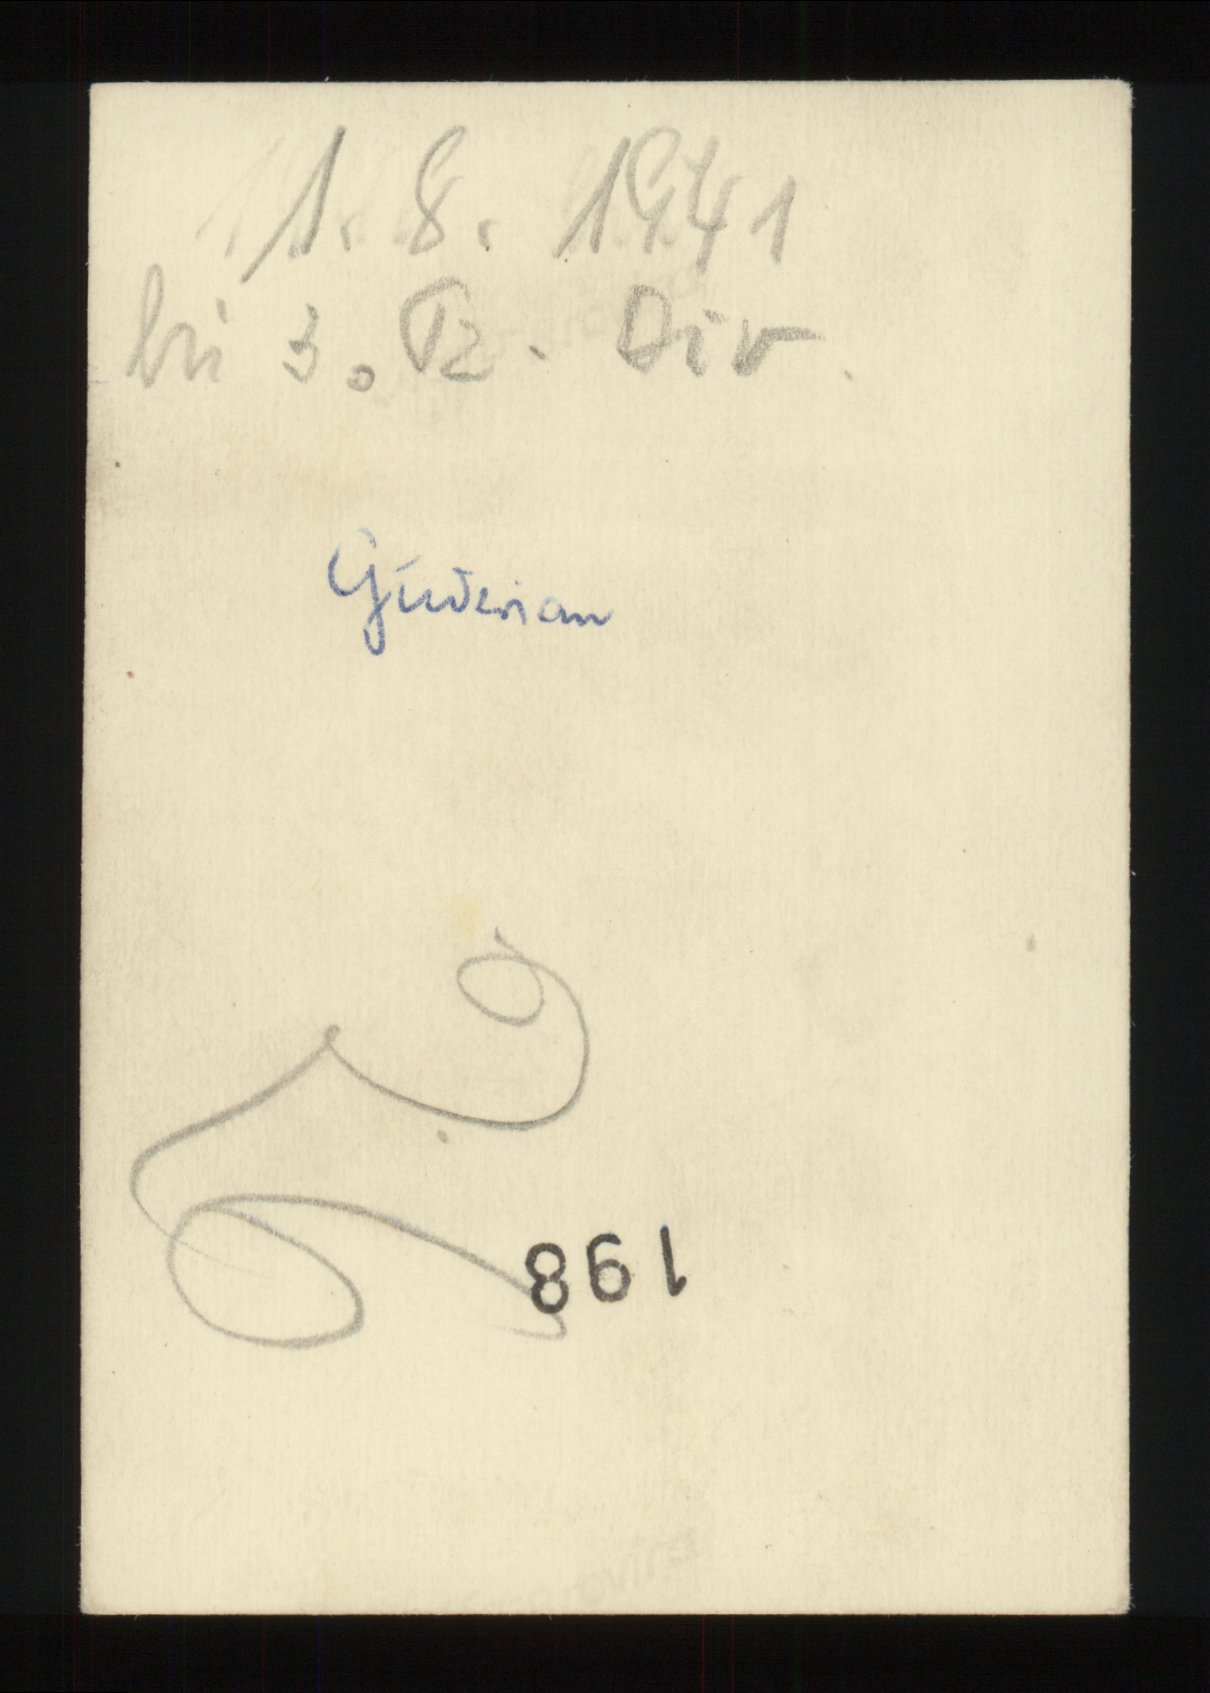 1. 8. 1941
bei 3. Pz. Div.
Guderian
198